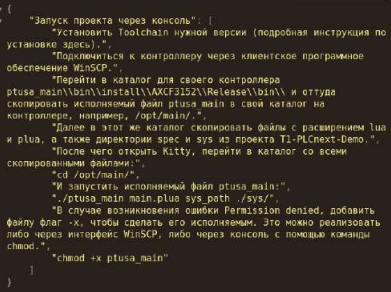 {
"Запуск проекта через консоль": [
"Установить Toolchain нужной версии (подробная инструкция по
установке здесь).",
"Подключиться к контроллеру через клиентское программное
обеспечение WinSCP.",
"Перейти в каталог для своего контроллера
ptusa_main\\bin\\install\\AXCF3152\\Release\\bin\\ и оттуда
скопировать исполняемый файл ptusa_main в свой каталог на
контроллере, например, /opt/main/.",
"Далее в этот же каталог скопировать файлы с расширением lua
и plua, а также директории spec и sys из проекта T1-PLCnext-Demo.",
"После чего открыть Kitty, перейти в каталог со всеми
скопированными файлами:",
"cd /opt/main/",
"И запустить исполняемый файл ptusa_main:",
"./ptusa_main main.plua sys_path ./sys/",
"В случае возникновения ошибки Permission denied, добавить
файлу флаг -x, чтобы сделать его исполняемым. Это можно реализовать
либо через интерфейс WinSCP, либо через консоль с помощью команды
chmod.",
"chmod +x ptusa_main"
]
}